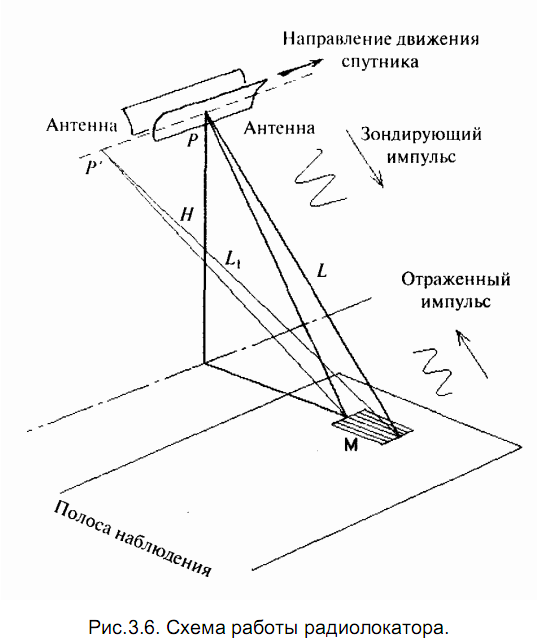 Направление движения
спутника
Антенна
P
Антенна
Зондирующий
импульс
P'
H
L₁
L
Отраженный
импульс
M
Полоса наблюдения
Рис.3.6. Схема работы радиолокатора.